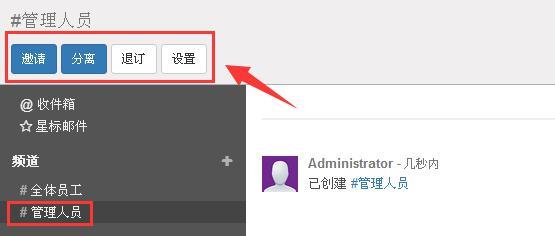 #管理人员
邀请 分离 退订 设置
@ 收件箱
星标邮件
频道 +
# 全体员工
# 管理人员
Administrator - 几秒内
已创建 #管理人员